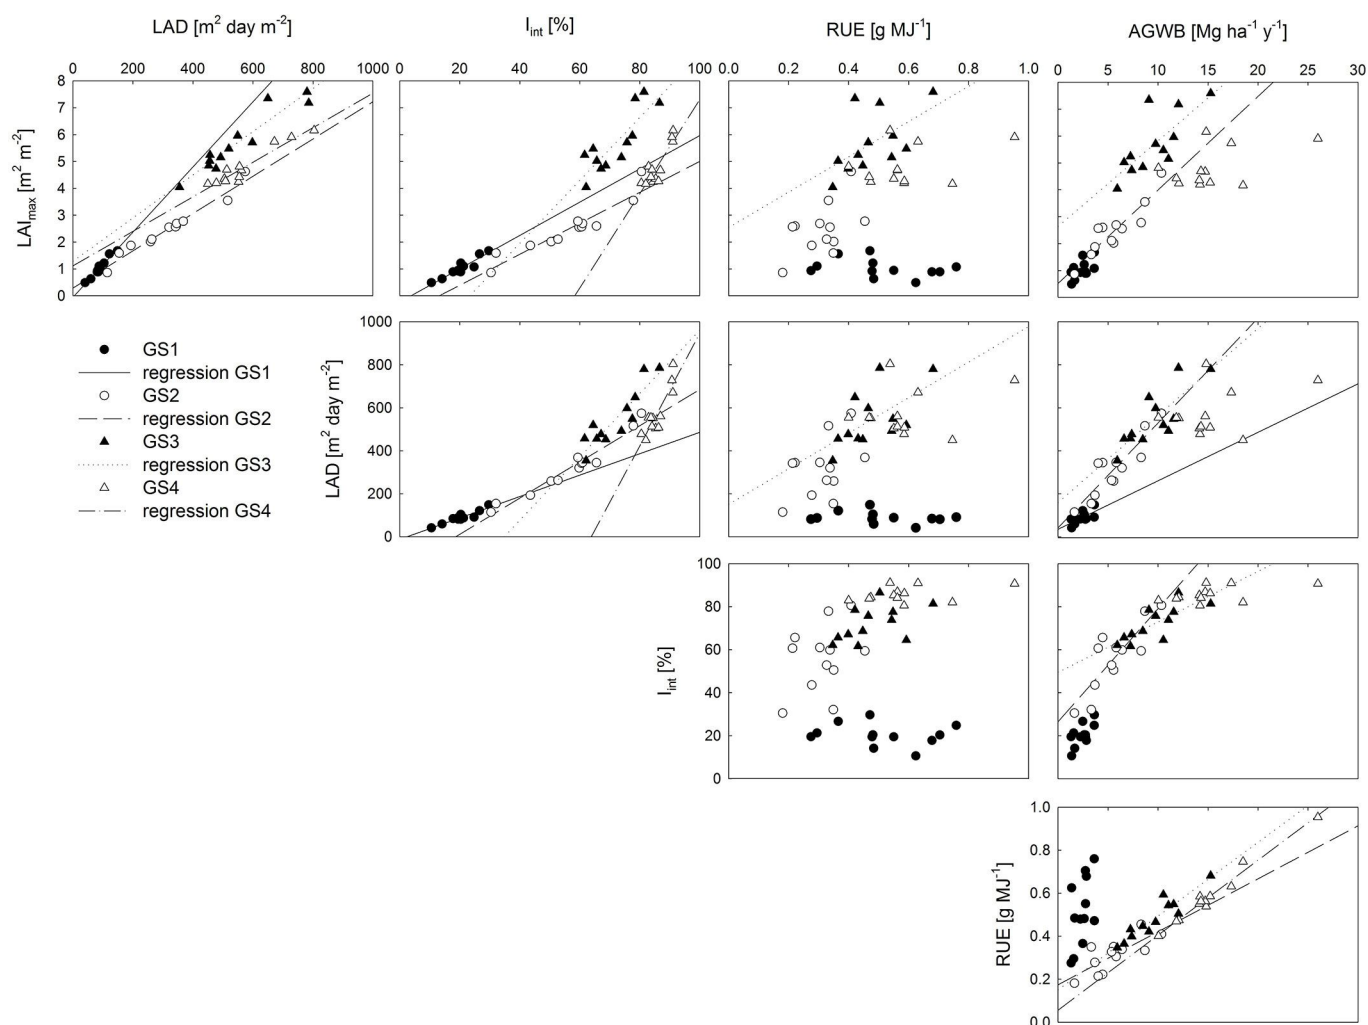 LAD [m² day m⁻²] I_int [%] RUE [g MJ⁻¹] AGWB [Mg ha⁻¹ y⁻¹]
0 200 400 600 800 1000 0 20 40 60 80 100 0.0 0.2 0.4 0.6 0.8 1.0 0 5 10 15 20 25 30
LAI_max [m² m⁻²]
8
7
6
5
4
3
2
1
0
GS1
regression GS1
GS2
regression GS2
GS3
regression GS3
GS4
regression GS4
LAD [m² day m⁻²]
1000
800
600
400
200
0
I_int [%]
100
80
60
40
20
0
RUE [g MJ⁻¹]
1.0
0.8
0.6
0.4
0.2
0.0